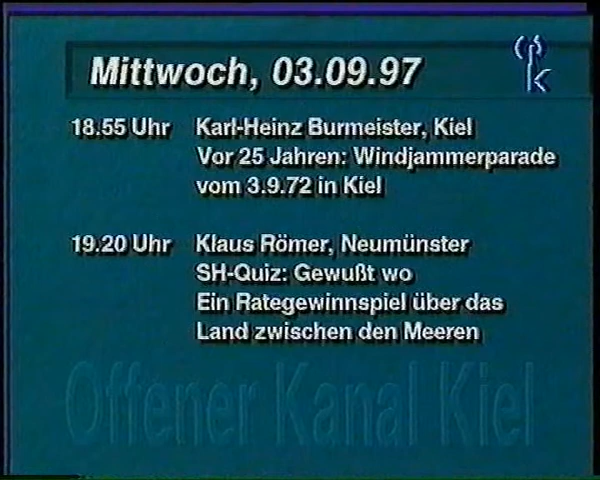 Mittwoch, 03.09.97
18.55 Uhr Karl-Heinz Burmeister, Kiel
Vor 25 Jahren: Windjammerparade
vom 3.9.72 in Kiel
19.20 Uhr Klaus Römer, Neumünster
SH-Quiz: Gewußt wo
Ein Rategewinnspiel über das
Land zwischen den Meeren
Offener Kanal Kiel